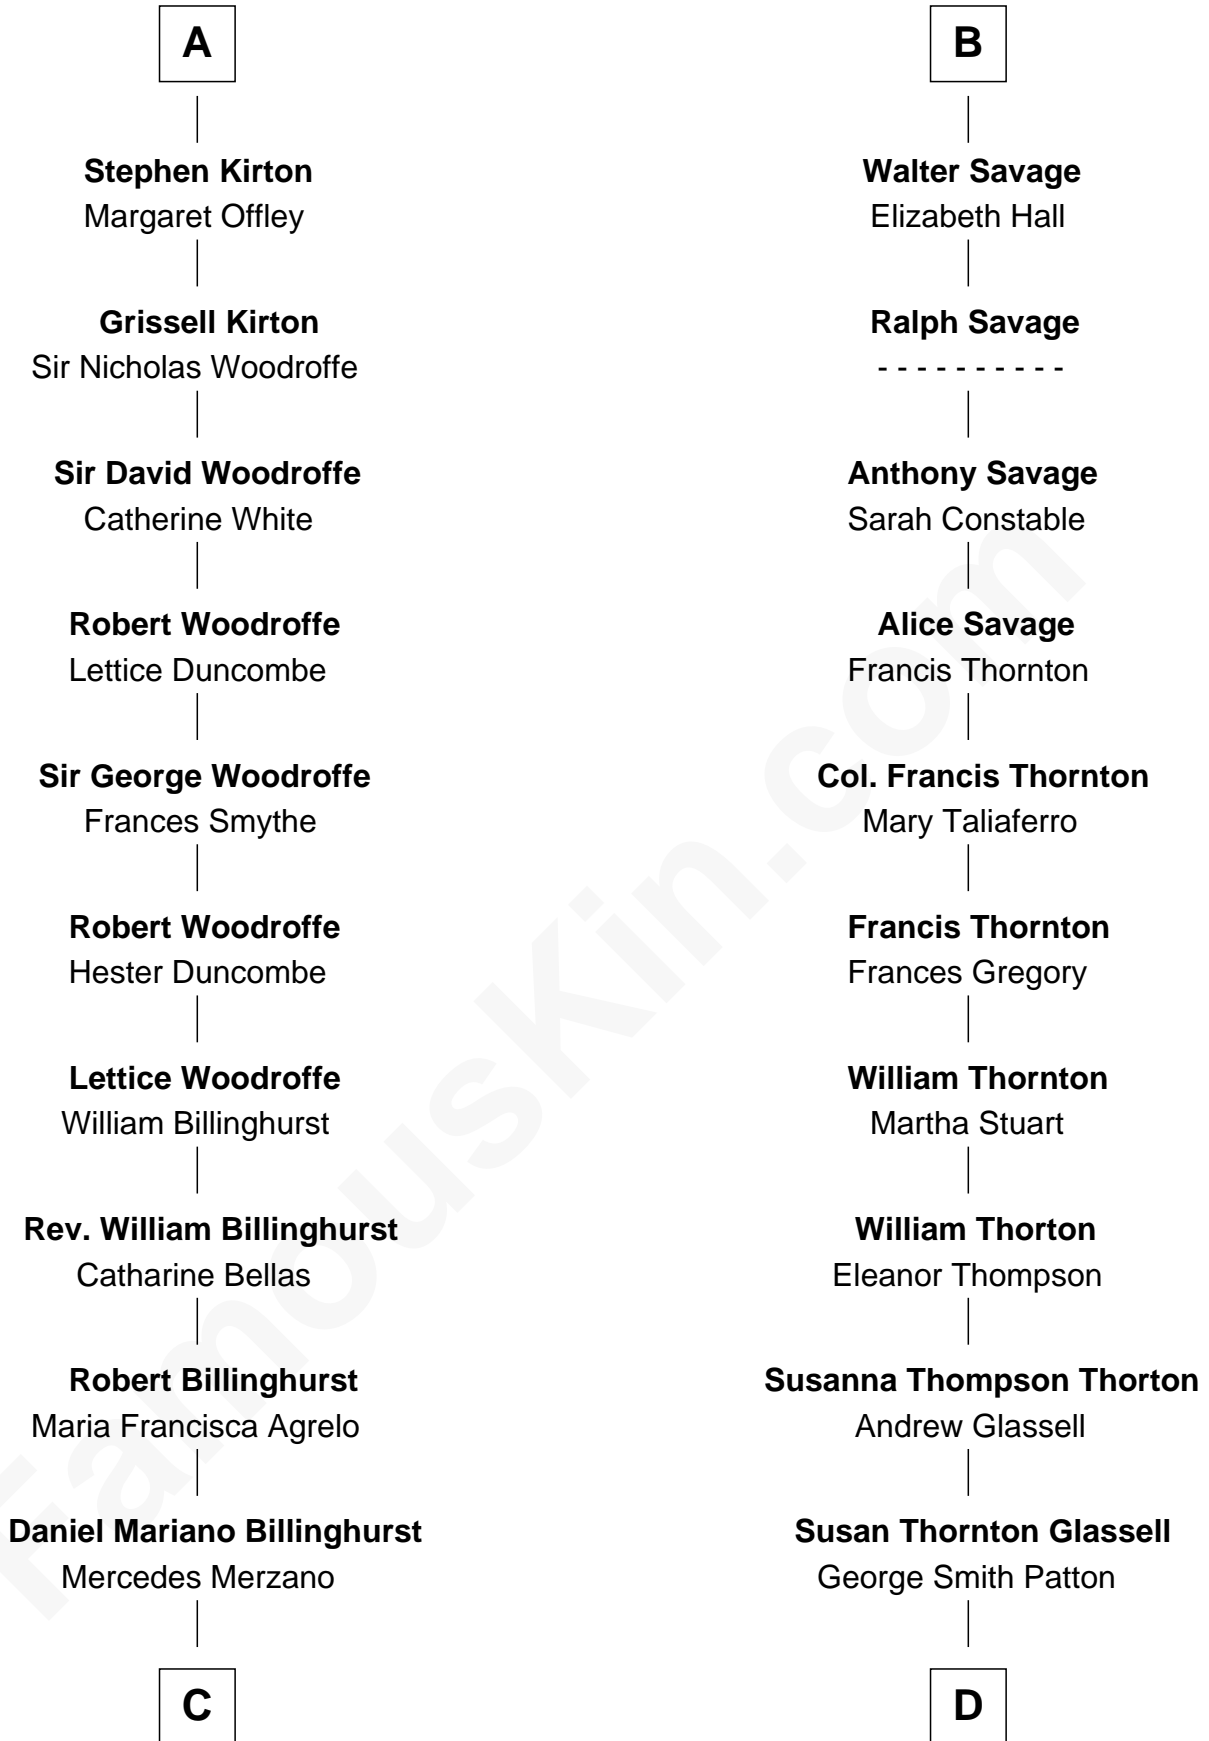 A
Stephen Kirton
Margaret Offley
Grissell Kirton
Sir Nicholas Woodroffe
Sir David Woodroffe
Catherine White
Robert Woodroffe
Lettice Duncombe
Sir George Woodroffe
Frances Smythe
Robert Woodroffe
Hester Duncombe
Lettice Woodroffe
William Billinghurst
Rev. William Billinghurst
Catharine Bellas
Robert Billinghurst
Maria Francisca Agrelo
Daniel Mariano Billinghurst
Mercedes Merzano
C
B
Walter Savage
Elizabeth Hall
Ralph Savage
- - - - - - - - - -
Anthony Savage
Sarah Constable
Alice Savage
Francis Thornton
Col. Francis Thornton
Mary Taliaferro
Francis Thornton
Frances Gregory
William Thornton
Martha Stuart
William Thorton
Eleanor Thompson
Susanna Thompson Thorton
Andrew Glassell
Susan Thornton Glassell
George Smith Patton
D
FamousKin.com